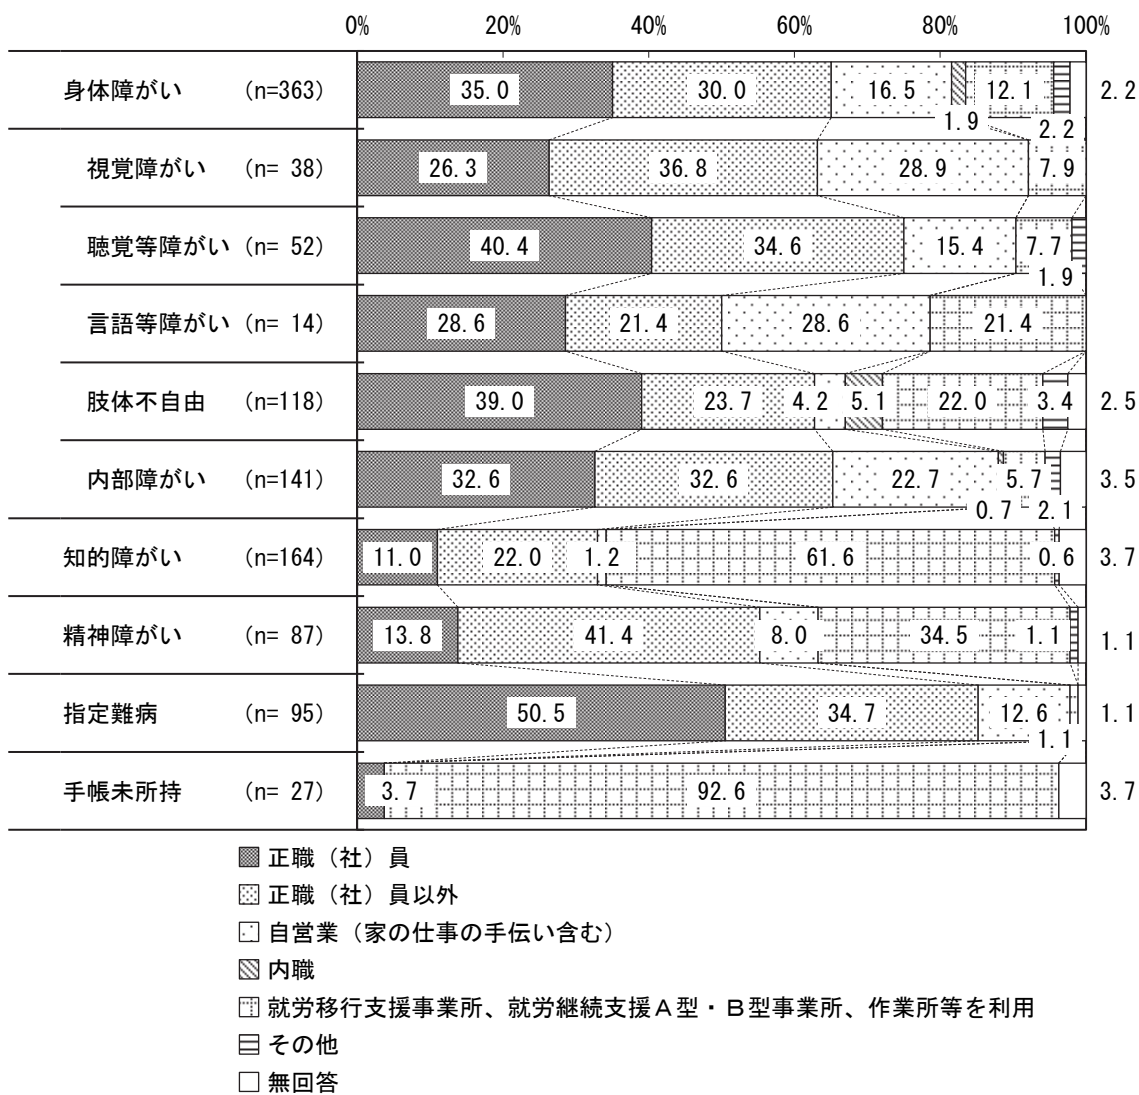 0% 20% 40% 60% 80% 100%
身体障がい (n=363) 35.0 30.0 16.5 1.9 12.1 2.2 2.2
視覚障がい (n= 38) 26.3 36.8 28.9 7.9
聴覚等障がい (n= 52) 40.4 34.6 15.4 7.7 1.9
言語等障がい (n= 14) 28.6 21.4 28.6 21.4
肢体不自由 (n=118) 39.0 23.7 4.2 5.1 22.0 3.4 2.5
内部障がい (n=141) 32.6 32.6 22.7 0.7 5.7 2.1 3.5
知的障がい (n=164) 11.0 22.0 1.2 61.6 0.6 3.7
精神障がい (n= 87) 13.8 41.4 8.0 34.5 1.1 1.1
指定難病 (n= 95) 50.5 34.7 12.6 1.1 1.1
手帳未所持 (n= 27) 3.7 92.6 3.7
正職（社）員
正職（社）員以外
自営業（家の仕事の手伝い含む）
内職
就労移行支援事業所、就労継続支援Ａ型・Ｂ型事業所、作業所等を利用
その他
無回答